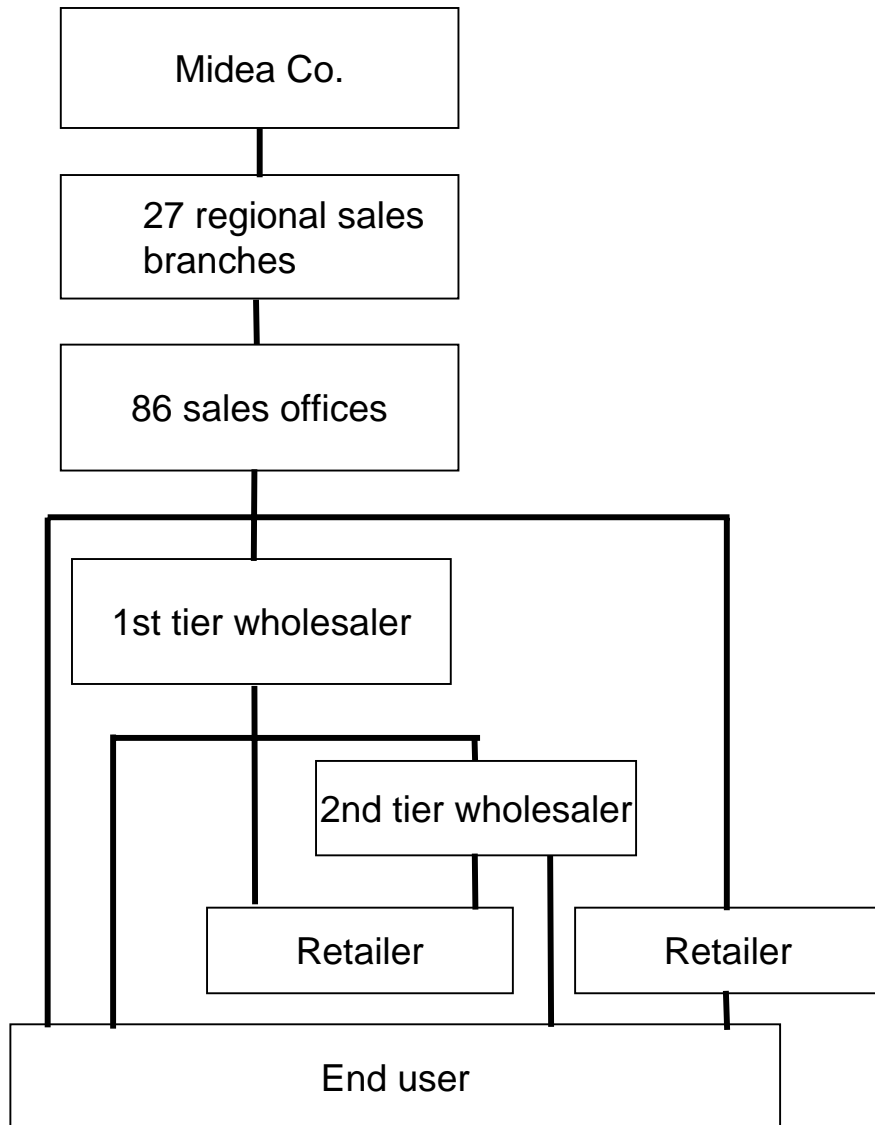 Midea Co.
27 regional sales
branches
86 sales offices
1st tier wholesaler
2nd tier wholesaler
Retailer
Retailer
End user